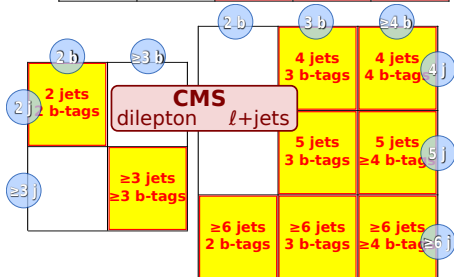 2 b
3 b
≥4 b
2 b
≥3 b
4 jets
3 b-tags
4 jets
4 b-tags
4 j
CMS
dilepton ℓ+jets
2 j
2 jets
2 b-tags
5 jets
3 b-tags
5 jets
≥4 b-tags
5 j
≥3 j
≥3 jets
≥3 b-tags
≥6 jets
2 b-tags
≥6 jets
3 b-tags
≥6 jets
≥4 b-tags
≥6 j